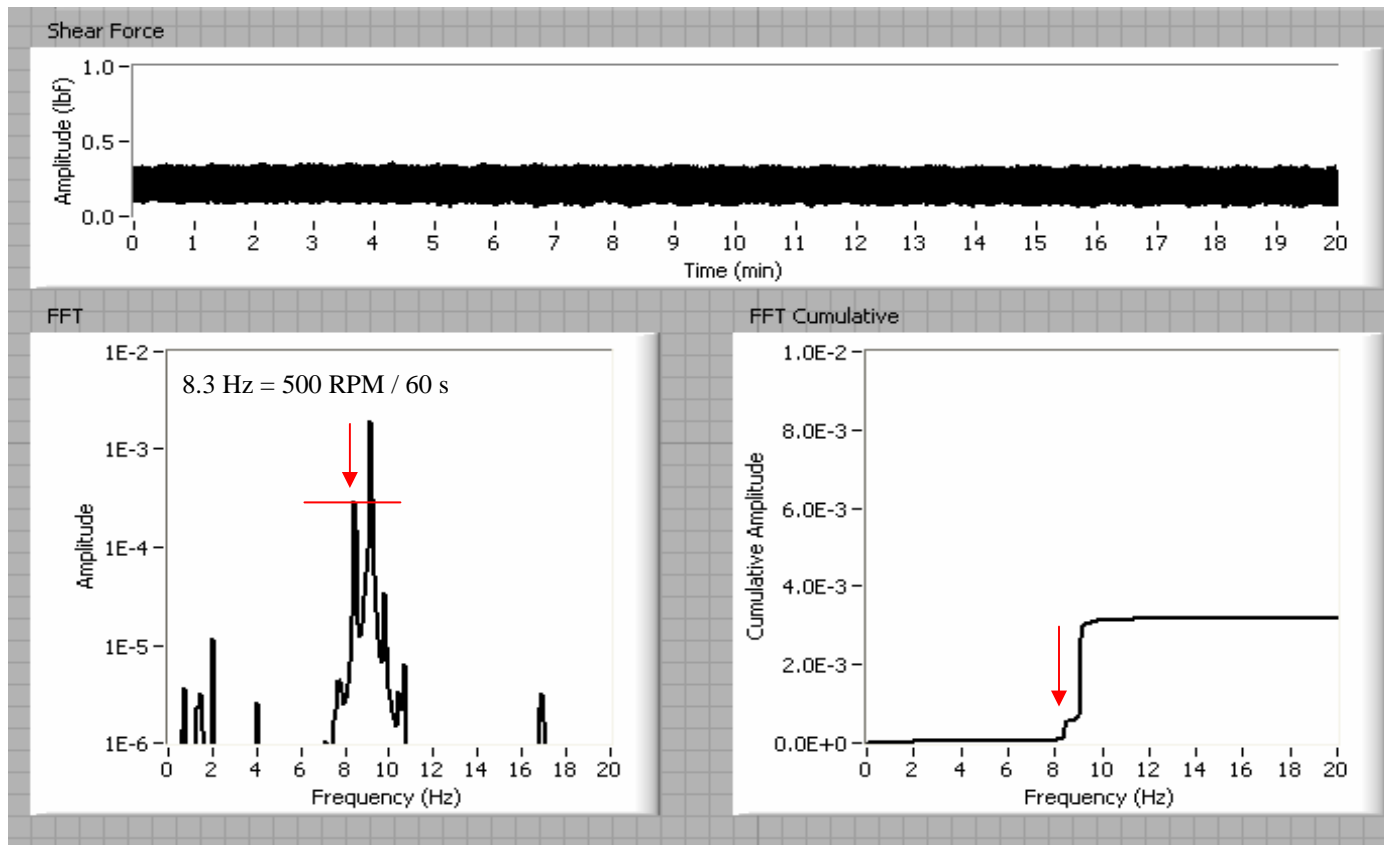 Shear Force
1.0
0.5
0.0
Amplitude (lbf)
0 1 2 3 4 5 6 7 8 9 10 11 12 13 14 15 16 17 18 19 20
Time (min)
FFT
8.3 Hz = 500 RPM / 60 s
1E-2
1E-3
1E-4
1E-5
1E-6
Amplitude
0 2 4 6 8 10 12 14 16 18 20
Frequency (Hz)
FFT Cumulative
1.0E-2
8.0E-3
6.0E-3
4.0E-3
2.0E-3
0.0E+0
Cumulative Amplitude
0 2 4 6 8 10 12 14 16 18 20
Frequency (Hz)